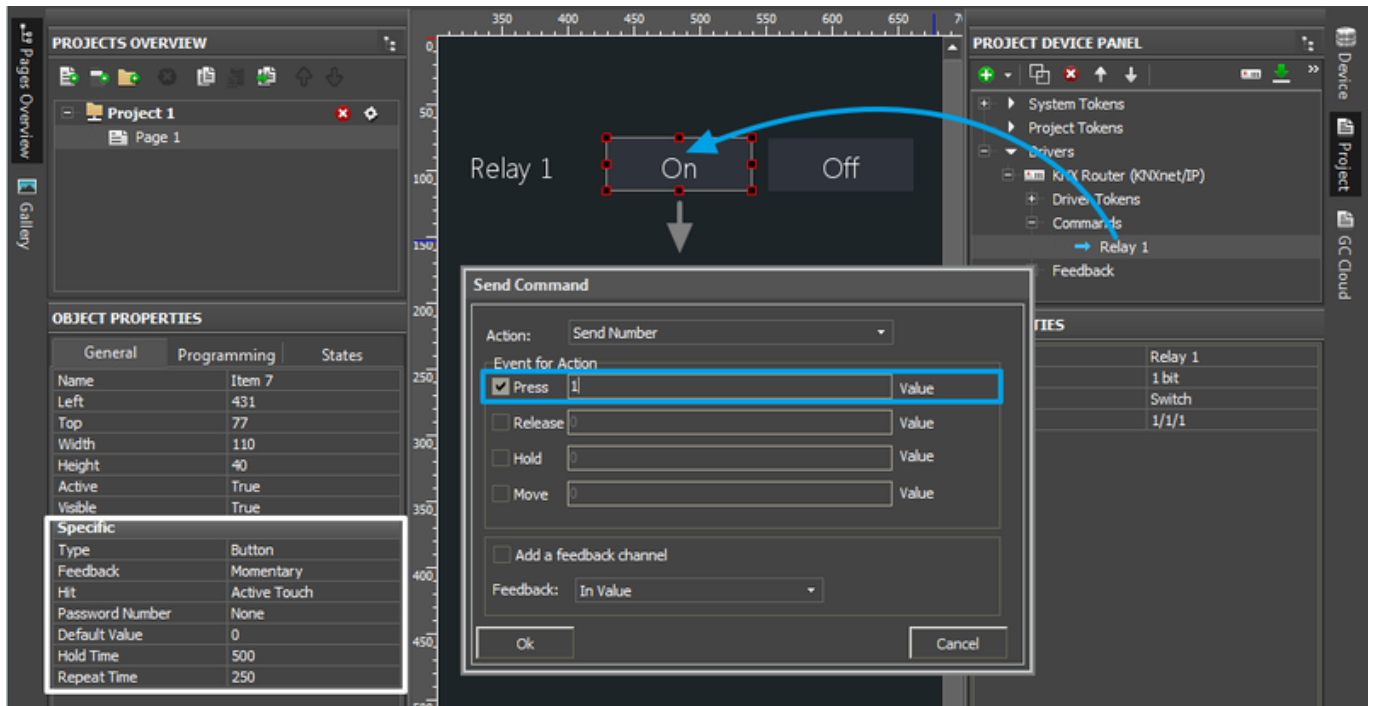 350 400 450 500 550 600 650
PROJECTS OVERVIEW
PROJECT DEVICE PANEL
Pages Overview
Gallery
Device
Project
GC Cloud
Project 1
Page 1
System Tokens
Project Tokens
Drivers
KNX Router (KNXnet/IP)
Driver Tokens
Commands
Relay 1
Feedback
0
50
100
150
200
250
300
350
400
450
Relay 1
On
Off
OBJECT PROPERTIES
General Programming States
Name Item 7
Left 431
Top 77
Width 110
Height 40
Active True
Visible True
Specific
Type Button
Feedback Momentary
Hit Active Touch
Password Number None
Default Value 0
Hold Time 500
Repeat Time 250
Send Command
Action: Send Number
Event for Action
Press 1 Value
Release 0 Value
Hold 0 Value
Move 0 Value
Add a feedback channel
Feedback: In Value
Ok Cancel
TIES
Relay 1
1 bit
Switch
1/1/1